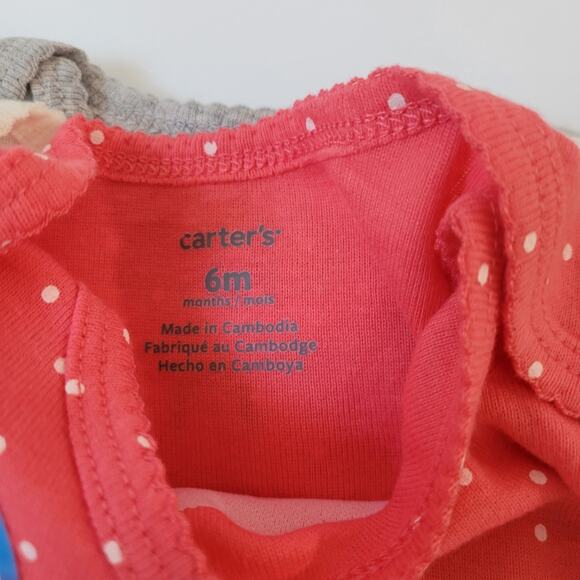 carter's
6m
months / mois
Made in Cambodia
Fabriqué au Cambodge
Hecho en Camboya